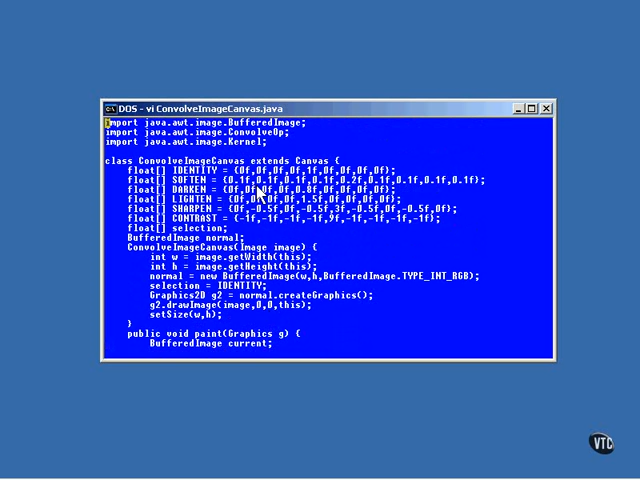 DOS - vi ConvolveImageCanvas.java
import java.awt.image.BufferedImage;
import java.awt.image.ConvolveOp;
import java.awt.image.Kernel;
class ConvolveImageCanvas extends Canvas {
float[] IDENTITY = {0f,0f,0f,0f,1f,0f,0f,0f,0f};
float[] SOFTEN = {0.1f,0.1f,0.1f,0.1f,0.2f,0.1f,0.1f,0.1f,0.1f};
float[] DARKEN = {0f,0f,0f,0f,0.8f,0f,0f,0f,0f};
float[] LIGHTEN = {0f,0f,0f,0f,1.5f,0f,0f,0f,0f};
float[] SHARPEN = {0f,-0.5f,0f,-0.5f,3f,-0.5f,0f,-0.5f,0f};
float[] CONTRAST = {-1f,-1f,-1f,-1f,9f,-1f,-1f,-1f,-1f};
float[] selection;
BufferedImage normal;
ConvolveImageCanvas(Image image) {
int w = image.getWidth(this);
int h = image.getHeight(this);
normal = new BufferedImage(w,h,BufferedImage.TYPE_INT_RGB);
selection = IDENTITY;
Graphics2D g2 = normal.createGraphics();
g2.drawImage(image,0,0,this);
setSize(w,h);
}
public void paint(Graphics g) {
BufferedImage current;
VTC